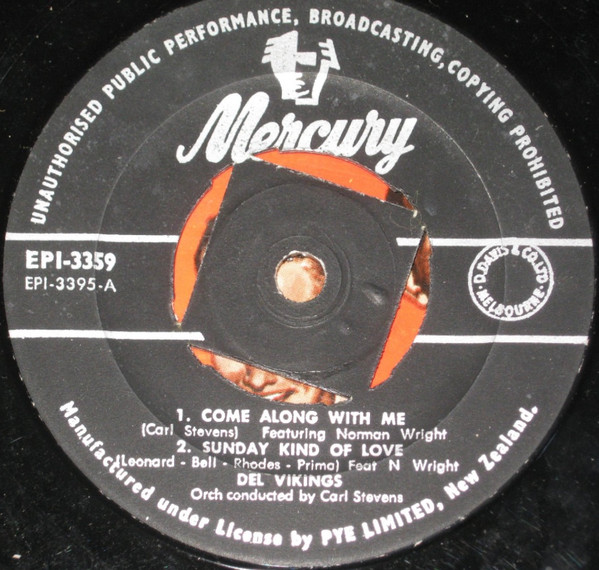 UNAUTHORISED PUBLIC PERFORMANCE, BROADCASTING, COPYING PROHIBITED
Mercury
EPI-3359
EPI-3395-A
D. DAVIS & CO. LTD
MELBOURNE
1. COME ALONG WITH ME
(Carl Stevens) Featuring Norman Wright
2. SUNDAY KIND OF LOVE
(Leonard - Bell - Rhodes - Prima) Feat N Wright
DEL VIKINGS
Orch conducted by Carl Stevens
Manufactured under License by PYE LIMITED, New Zealand.